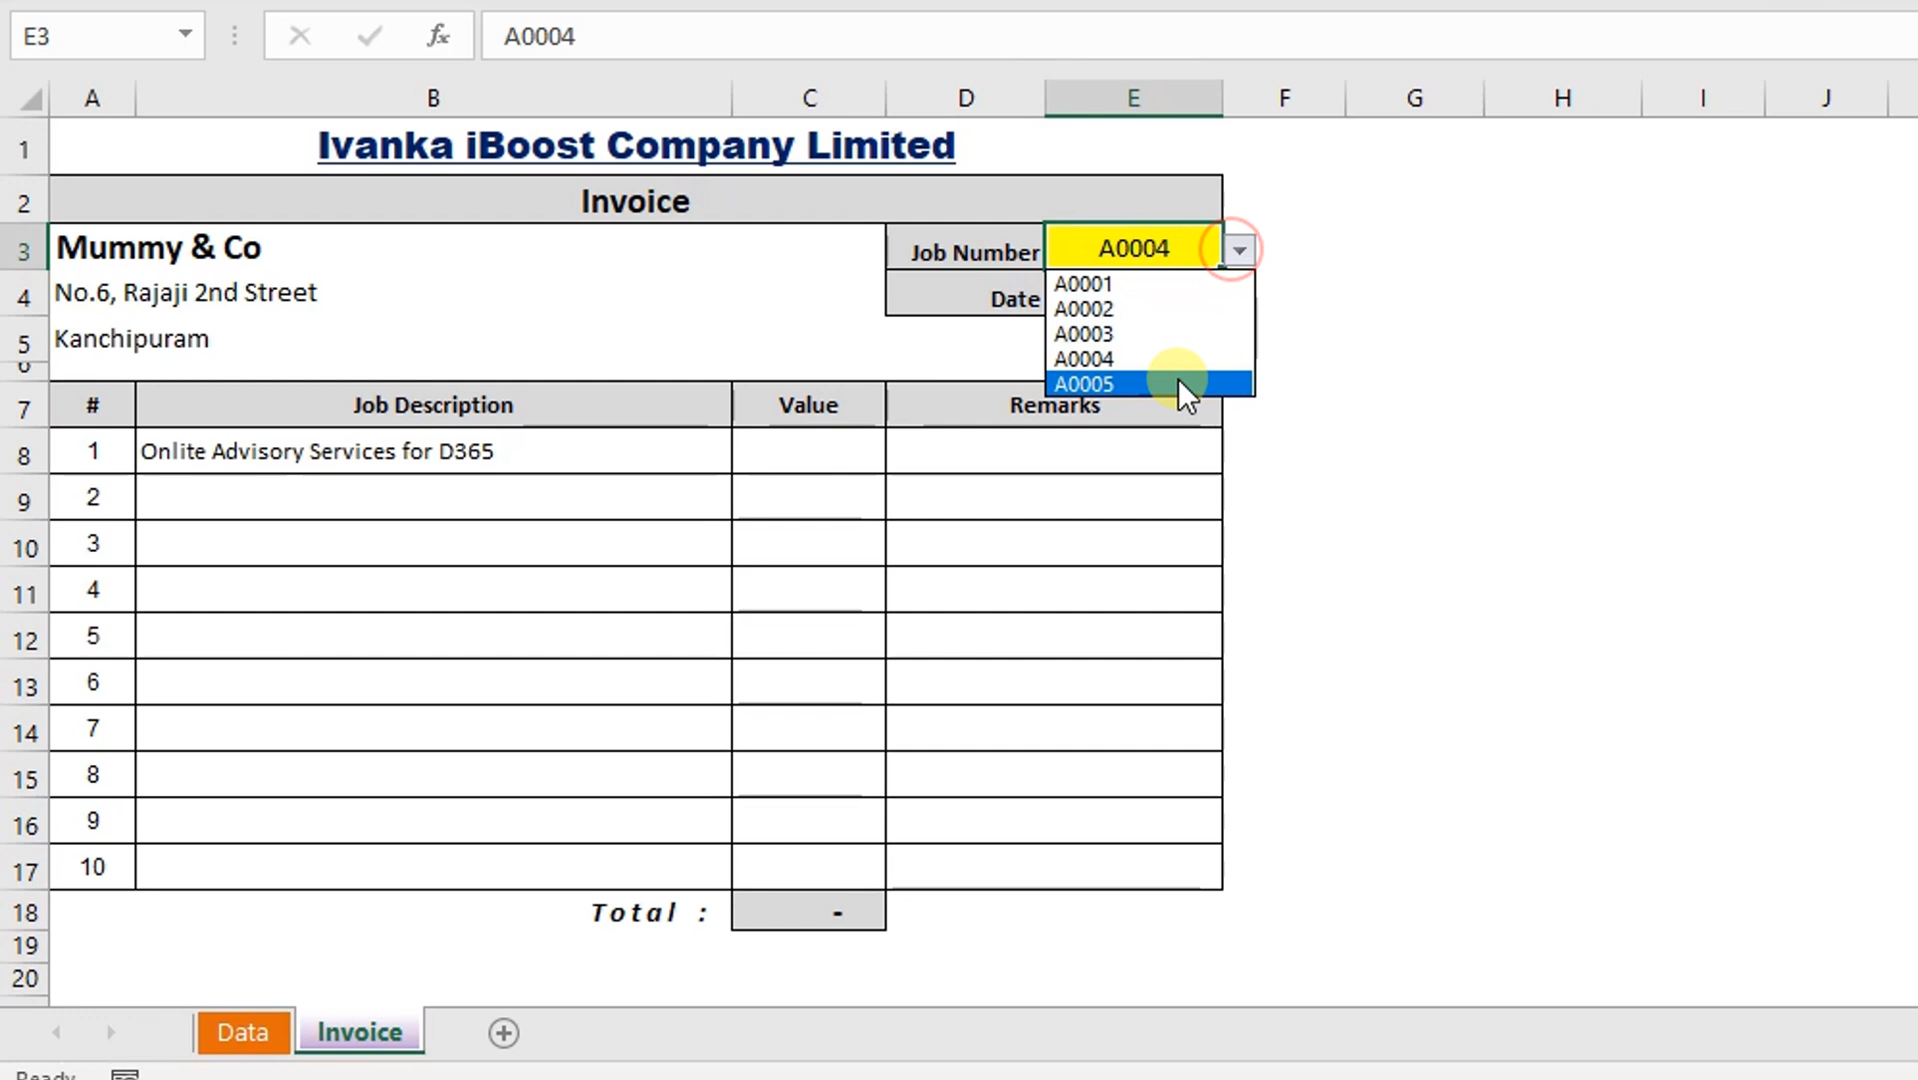 E3 fx A0004
A B C D E F G H I J
1 Ivanka iBoost Company Limited
2 Invoice
3 Mummy & Co Job Number A0004
4 No.6, Rajaji 2nd Street Date
5 Kanchipuram
A0001
A0002
A0003
A0004
A0005
6
7 # Job Description Value Remarks
8 1 Onlite Advisory Services for D365
9 2
10 3
11 4
12 5
13 6
14 7
15 8
16 9
17 10
18 Total : -
19
20
Data Invoice
Ready